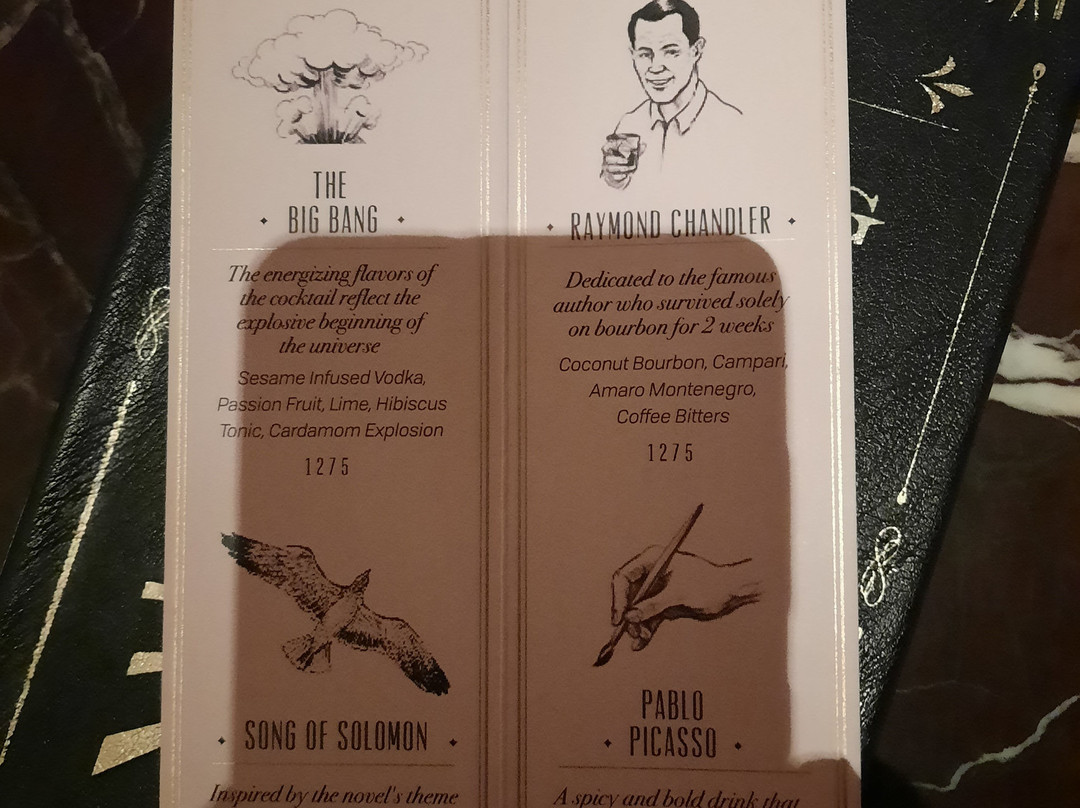 THE
BIG BANG
The energizing flavors of
the cocktail reflect the
explosive beginning of
the universe
Sesame Infused Vodka,
Passion Fruit, Lime, Hibiscus
Tonic, Cardamom Explosion
1275
RAYMOND CHANDLER
Dedicated to the famous
author who survived solely
on bourbon for 2 weeks
Coconut Bourbon, Campari,
Amaro Montenegro,
Coffee Bitters
1275
SONG OF SOLOMON
Inspired by the novel's theme
PABLO
PICASSO
A spicy and bold drink that
G